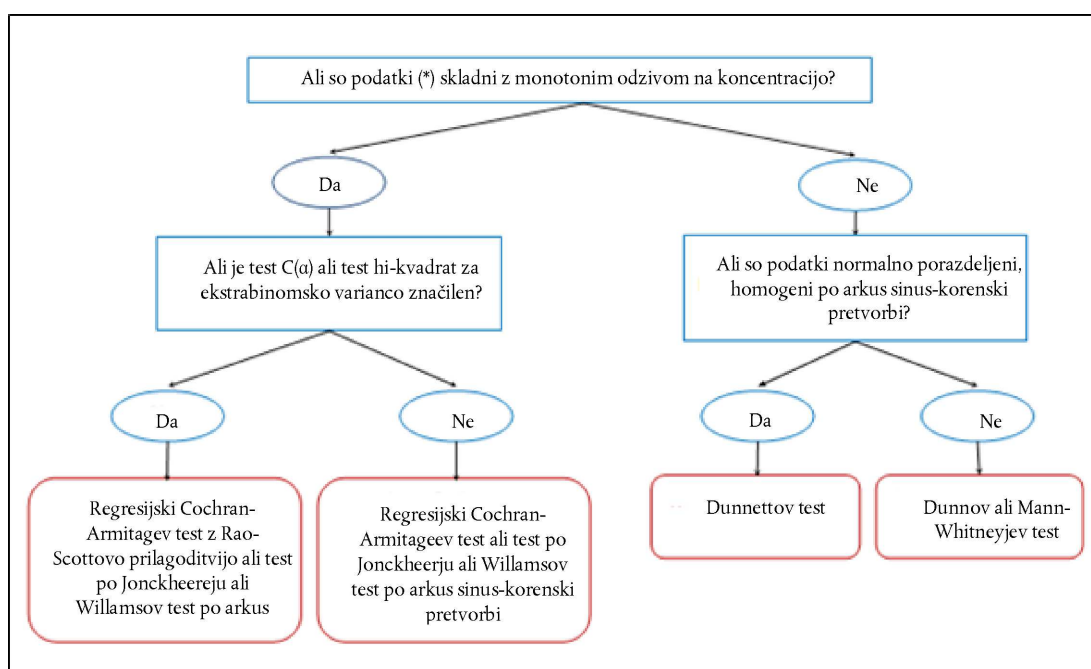 Ali so podatki (*) skladni z monotonim odzivom na koncentracijo?
Da
Ne
Ali je test C(α) ali test hi-kvadrat za
ekstrabinomsko varianco značilen?
Ali so podatki normalno porazdeljeni,
homogeni po arkus sinus-korenski
pretvorbi?
Da
Ne
Da
Ne
Regresijski Cochran-
Armitagev test z Rao-
Scottovo prilagoditvijo ali test
po Jonckheereju ali
Willamsov test po arkus
Regresijski Cochran-
Armitageev test ali test po
Jonckheerju ali Willamsov
test po arkus sinus-korenski
pretvorbi
Dunnettov test
Dunnov ali Mann-
Whitneyjev test